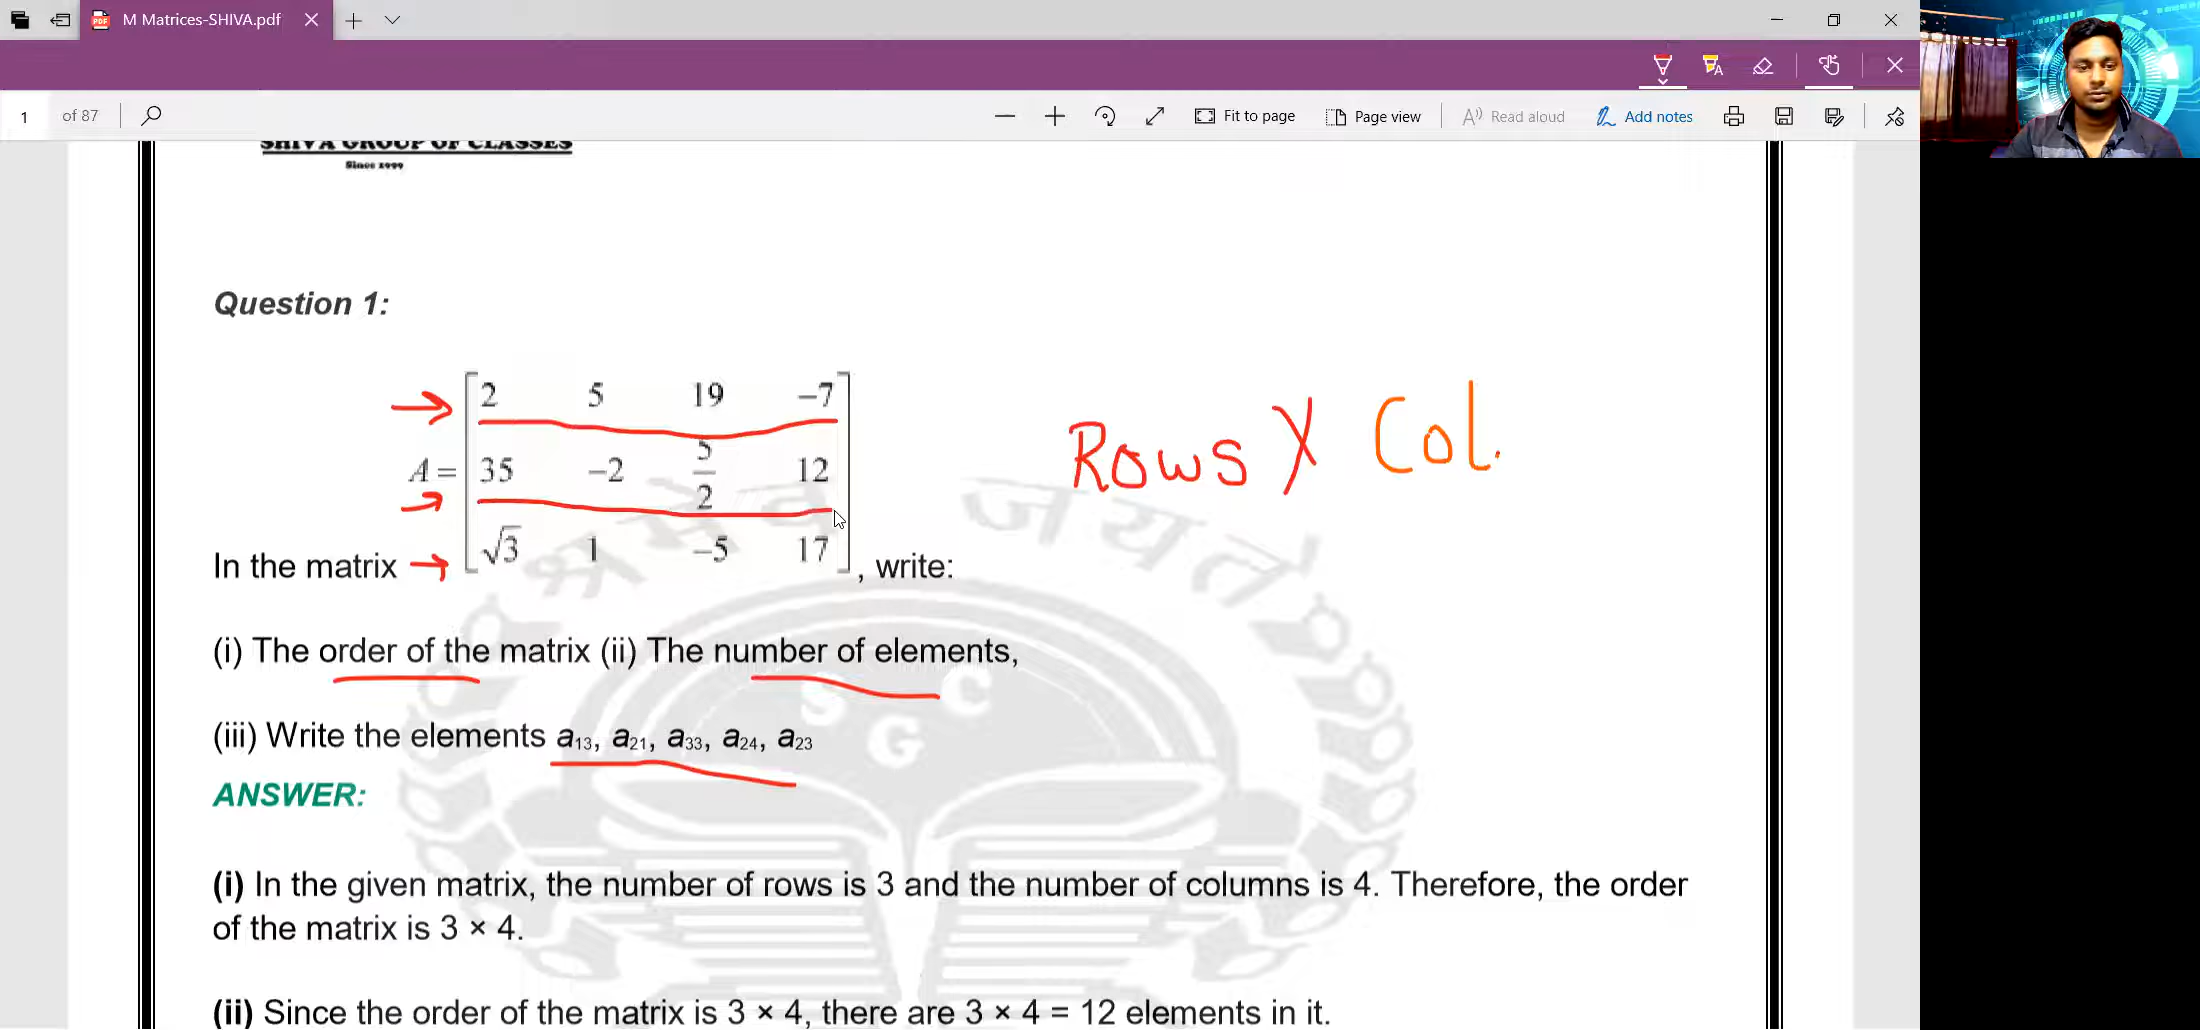 M Matrices-SHIVA.pdf
1 of 87 Fit to page Page view Read aloud Add notes
SHIVA GROUP OF CLASSES
Since 1999
Question 1:
2 5 19 −7
A = 35 −2 5/2 12
√3 1 −5 17
In the matrix , write:
Rows X Col.
(i) The order of the matrix (ii) The number of elements,
(iii) Write the elements a13, a21, a33, a24, a23
ANSWER:
(i) In the given matrix, the number of rows is 3 and the number of columns is 4. Therefore, the order
of the matrix is 3 × 4.
(ii) Since the order of the matrix is 3 × 4, there are 3 × 4 = 12 elements in it.
श्रमेव जयते
S G C